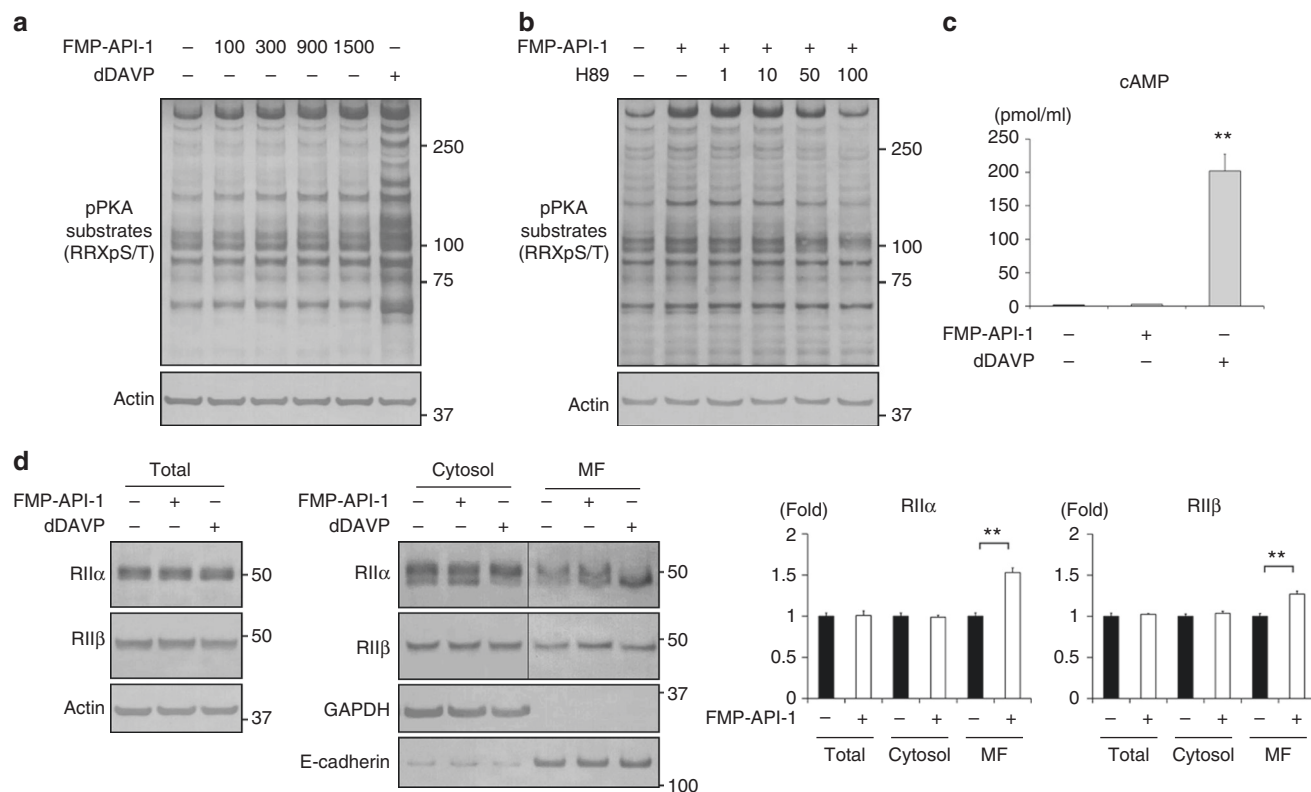 a
FMP-API-1 – 100 300 900 1500 –
dDAVP – – – – – +
pPKA
substrates
(RRXpS/T)
250
100
75
Actin
37
b
FMP-API-1 – + + + + +
H89 – – 1 10 50 100
pPKA
substrates
(RRXpS/T)
250
100
75
Actin
37
c
cAMP
(pmol/ml)
250
200
150
100
50
0
**
FMP-API-1 – + –
dDAVP – – +
d
Total
FMP-API-1 – + –
dDAVP – – +
RIIα 50
RIIβ 50
Actin 37
Cytosol MF
FMP-API-1 – + – – + –
dDAVP – – + – – +
RIIα 50
RIIβ 50
GAPDH 37
E-cadherin 100
(Fold) RIIα
2
1.5
1
0.5
0
**
FMP-API-1 – + – + – +
Total Cytosol MF
(Fold) RIIβ
2
1.5
1
0.5
0
**
– + – + – +
Total Cytosol MF